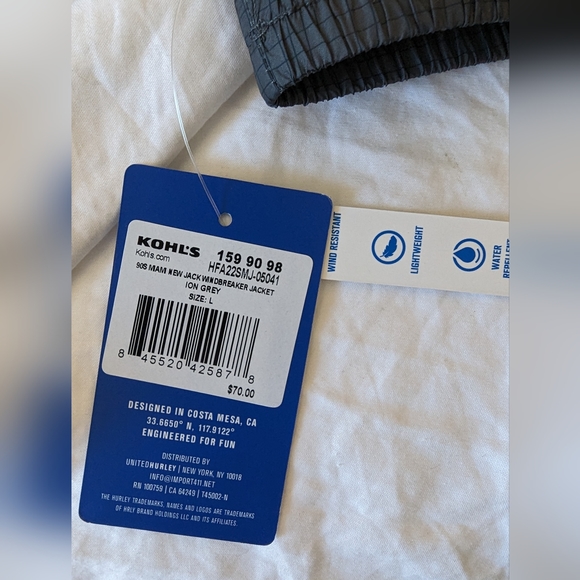 KOHL'S 159 90 98
Kohls.com HFA22SMJ-05041
90S MIAMI NEW JACK WINDBREAKER JACKET
ION GREY
SIZE: L
8 45520 42587 8
$70.00
DESIGNED IN COSTA MESA, CA
33.6650° N, 117.9122°
ENGINEERED FOR FUN
DISTRIBUTED BY
UNITEDHURLEY | NEW YORK, NY 10018
INFO@IMPORT411.NET
RN 100759 | CA 64249 | T45002-N
THE HURLEY TRADEMARKS, NAMES AND LOGOS ARE TRADEMARKS
OF HRLY BRAND HOLDINGS LLC AND ITS AFFILIATES.
WIND RESISTANT
LIGHTWEIGHT
WATER
REPELLENT